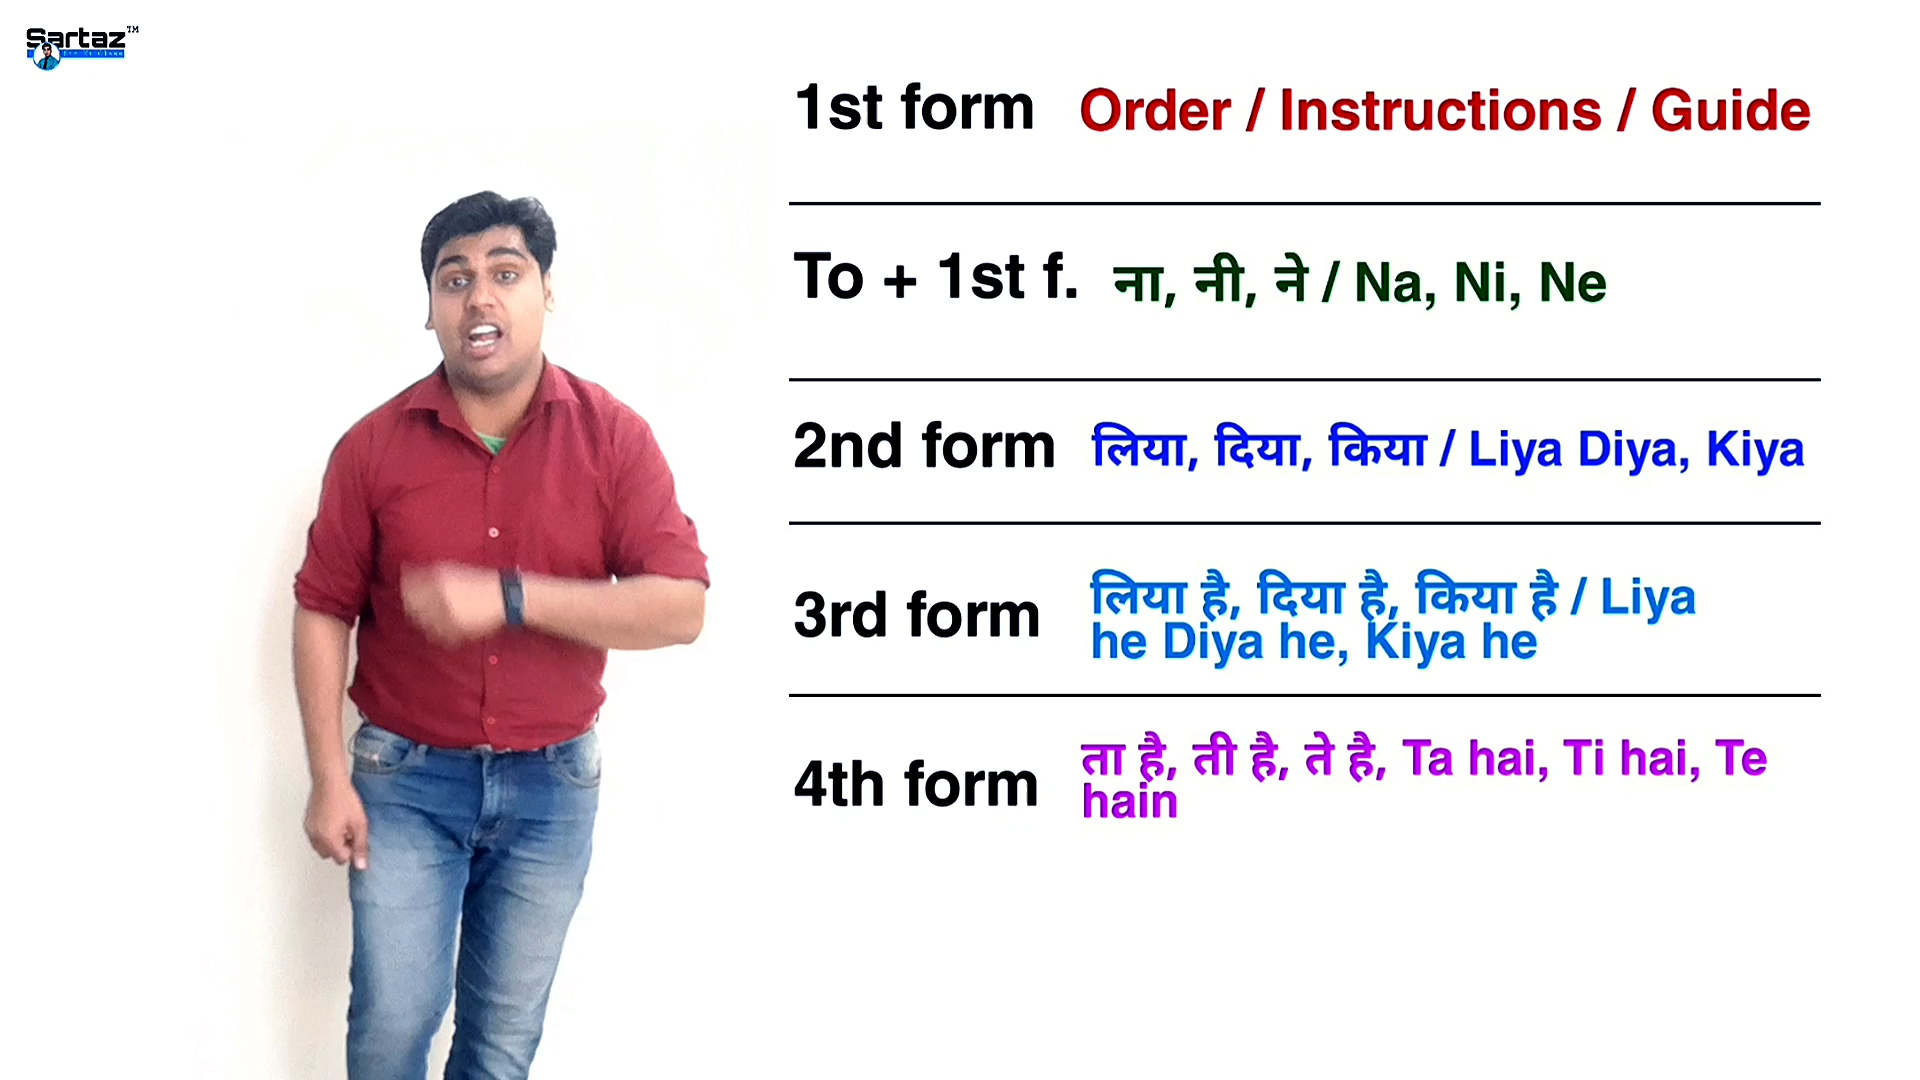 Sartaz™
1st form Order / Instructions / Guide
To + 1st f. ना, नी, ने / Na, Ni, Ne
2nd form लिया, दिया, किया / Liya Diya, Kiya
3rd form लिया है, दिया है, किया है / Liya
he Diya he, Kiya he
4th form ता है, ती है, ते है, Ta hai, Ti hai, Te
hain